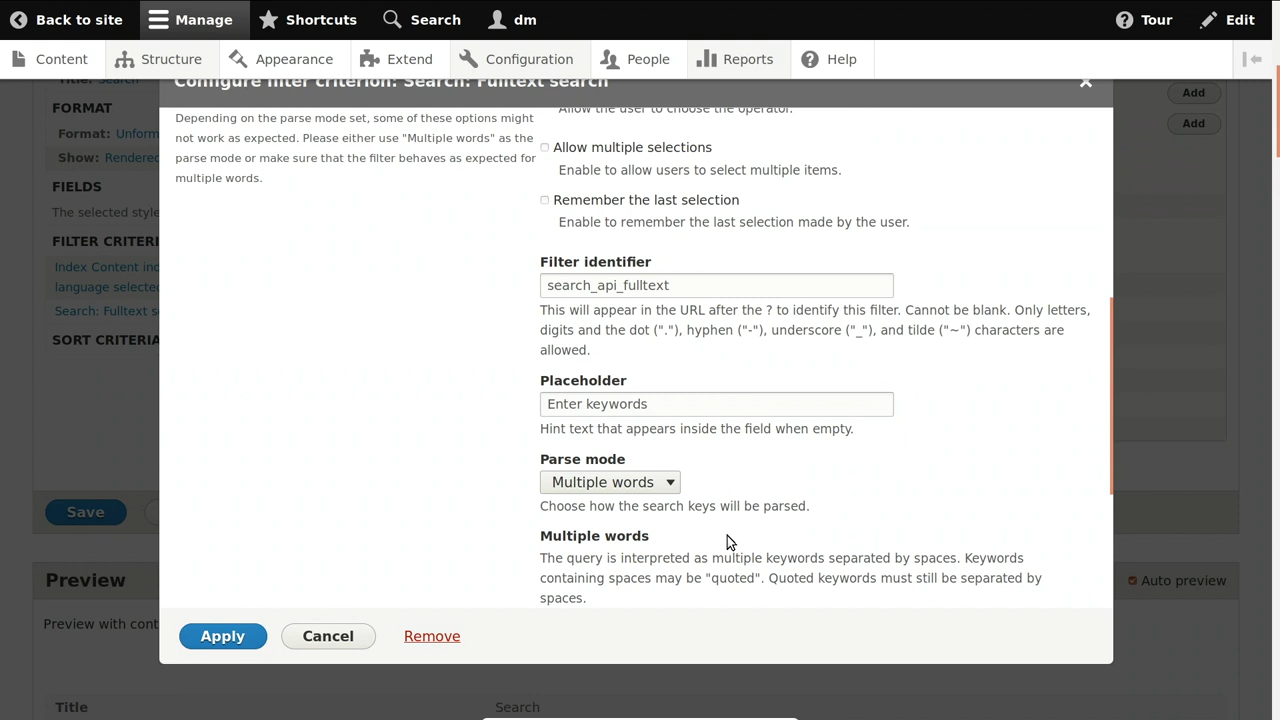 Back to site
Manage
Shortcuts
Search
dm
Tour
Edit
Content
Structure
Appearance
Extend
Configuration
People
Reports
Help
Title: Search
FORMAT
Format: Unform
Show: Rendered
FIELDS
The selected style
FILTER CRITERI
Index Content ind
language selecte
Search: Fulltext s
SORT CRITERIA
Add
Add
Save
Preview
Auto preview
Preview with cont
Title
Search
Configure filter criterion: Search: Fulltext search
Depending on the parse mode set, some of these options might
not work as expected. Please either use "Multiple words" as the
parse mode or make sure that the filter behaves as expected for
multiple words.
Allow the user to choose the operator.
Allow multiple selections
Enable to allow users to select multiple items.
Remember the last selection
Enable to remember the last selection made by the user.
Filter identifier
search_api_fulltext
This will appear in the URL after the ? to identify this filter. Cannot be blank. Only letters,
digits and the dot ("."), hyphen ("-"), underscore ("_"), and tilde ("~") characters are
allowed.
Placeholder
Enter keywords
Hint text that appears inside the field when empty.
Parse mode
Multiple words
Choose how the search keys will be parsed.
Multiple words
The query is interpreted as multiple keywords separated by spaces. Keywords
containing spaces may be "quoted". Quoted keywords must still be separated by
spaces.
Apply
Cancel
Remove